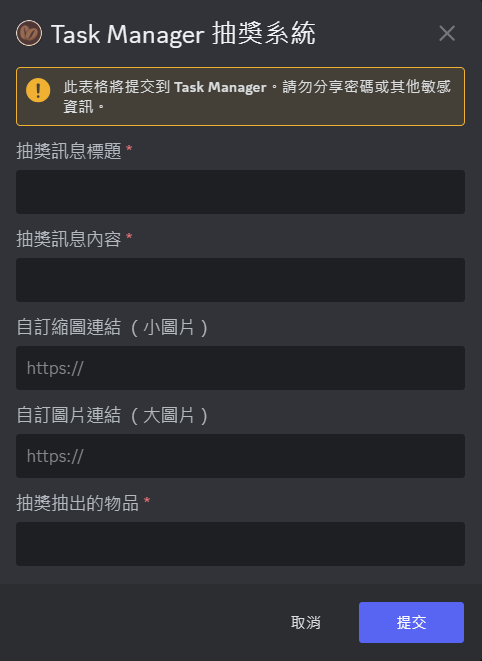 Task Manager 抽獎系統
此表格將提交到 Task Manager。請勿分享密碼或其他敏感
資訊。
抽獎訊息標題 *
抽獎訊息內容 *
自訂縮圖連結 （小圖片）
https://
自訂圖片連結 （大圖片）
https://
抽獎抽出的物品 *
取消
提交